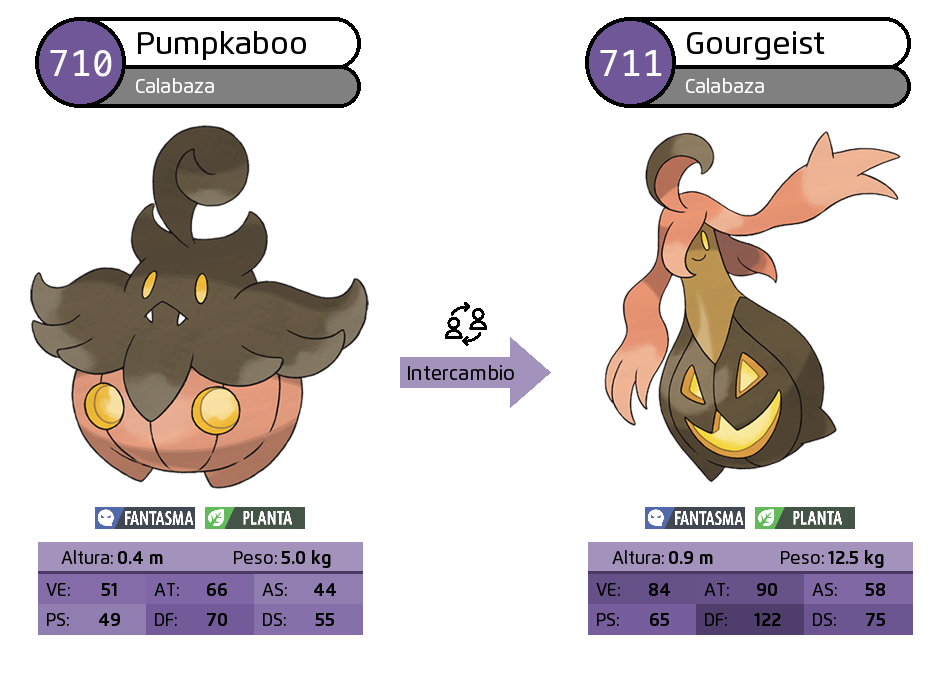 710
Pumpkaboo
Calabaza
711
Gourgeist
Calabaza
Intercambio
FANTASMA PLANTA
Altura: 0.4 m Peso: 5.0 kg
VE: 51 AT: 66 AS: 44
PS: 49 DF: 70 DS: 55
FANTASMA PLANTA
Altura: 0.9 m Peso: 12.5 kg
VE: 84 AT: 90 AS: 58
PS: 65 DF: 122 DS: 75